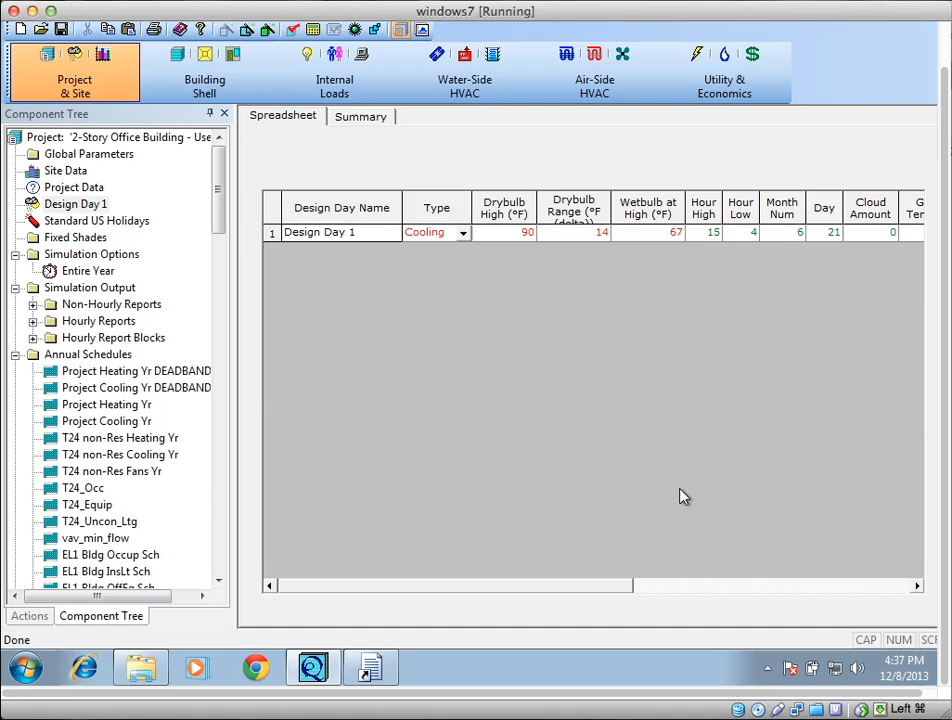 windows7 [Running]
Project
& Site
Building
Shell
Internal
Loads
Water-Side
HVAC
Air-Side
HVAC
Utility &
Economics
Component Tree
Spreadsheet
Summary
Project: '2-Story Office Building - Use
Global Parameters
Site Data
Project Data
Design Day 1
Standard US Holidays
Fixed Shades
Simulation Options
Entire Year
Simulation Output
Non-Hourly Reports
Hourly Reports
Hourly Report Blocks
Annual Schedules
Project Heating Yr DEADBAND
Project Cooling Yr DEADBAND
Project Heating Yr
Project Cooling Yr
T24 non-Res Heating Yr
T24 non-Res Cooling Yr
T24 non-Res Fans Yr
T24_Occ
T24_Equip
T24_Uncon_Ltg
vav_min_flow
EL1 Bldg Occup Sch
EL1 Bldg InsLt Sch
EL1 Bldg OffEq Sch
Actions
Component Tree
Design Day Name
Type
Drybulb
High (°F)
Drybulb
Range (°F
(delta))
Wetbulb at
High (°F)
Hour
High
Hour
Low
Month
Num
Day
Cloud
Amount
G
Ten
1 Design Day 1 Cooling 90 14 67 15 4 6 21 0
Done
CAP NUM SCF
4:37 PM
12/8/2013
Left ⌘